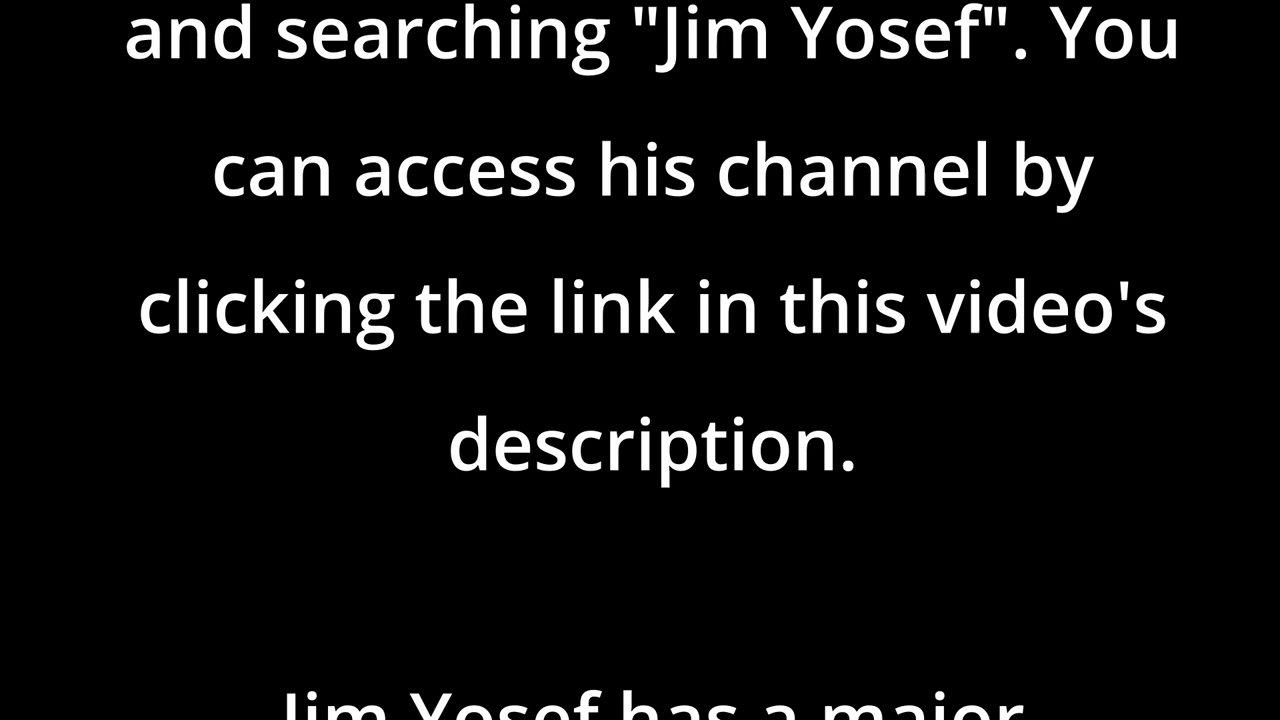 and searching "Jim Yosef". You
can access his channel by
clicking the link in this video's
description.
Jim Yosef has a major